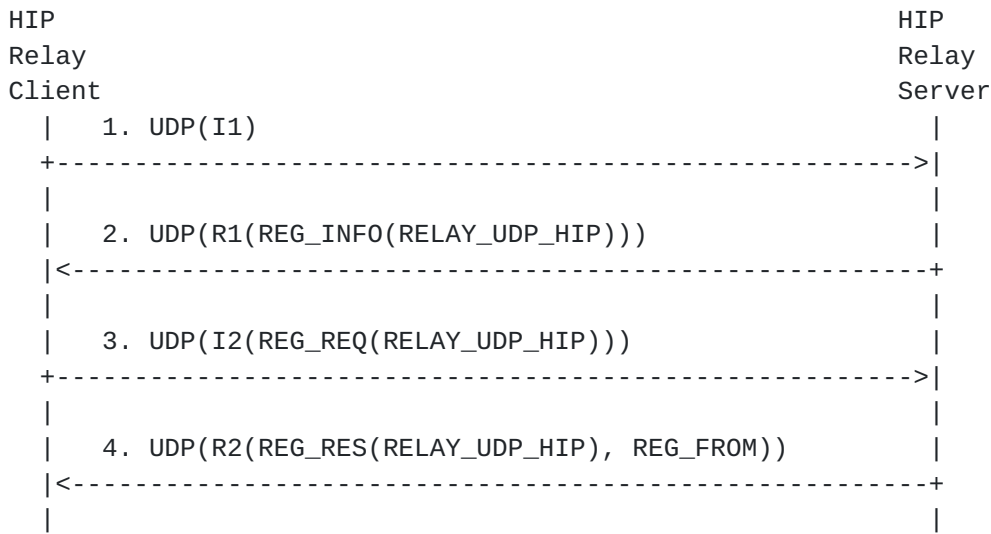 HIP                                                      HIP
Relay                                                    Relay
Client                                                   Server
  |   1. UDP(I1)                                           |
  +------------------------------------------------------->|
  |                                                        |
  |   2. UDP(R1(REG_INFO(RELAY_UDP_HIP)))                  |
  |<-------------------------------------------------------+
  |                                                        |
  |   3. UDP(I2(REG_REQ(RELAY_UDP_HIP)))                   |
  +------------------------------------------------------->|
  |                                                        |
  |   4. UDP(R2(REG_RES(RELAY_UDP_HIP), REG_FROM))         |
  |<-------------------------------------------------------+
  |                                                        |